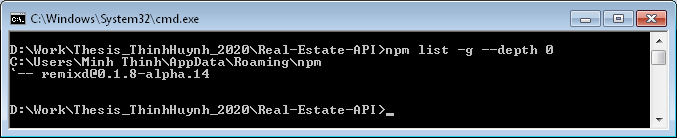 C:\Windows\System32\cmd.exe
D:\Work\Thesis_ThinhHuynh_2020\Real-Estate-API>npm list -g --depth 0
C:\Users\Minh Thinh\AppData\Roaming\npm
`-- remixd@0.1.8-alpha.14
D:\Work\Thesis_ThinhHuynh_2020\Real-Estate-API>_